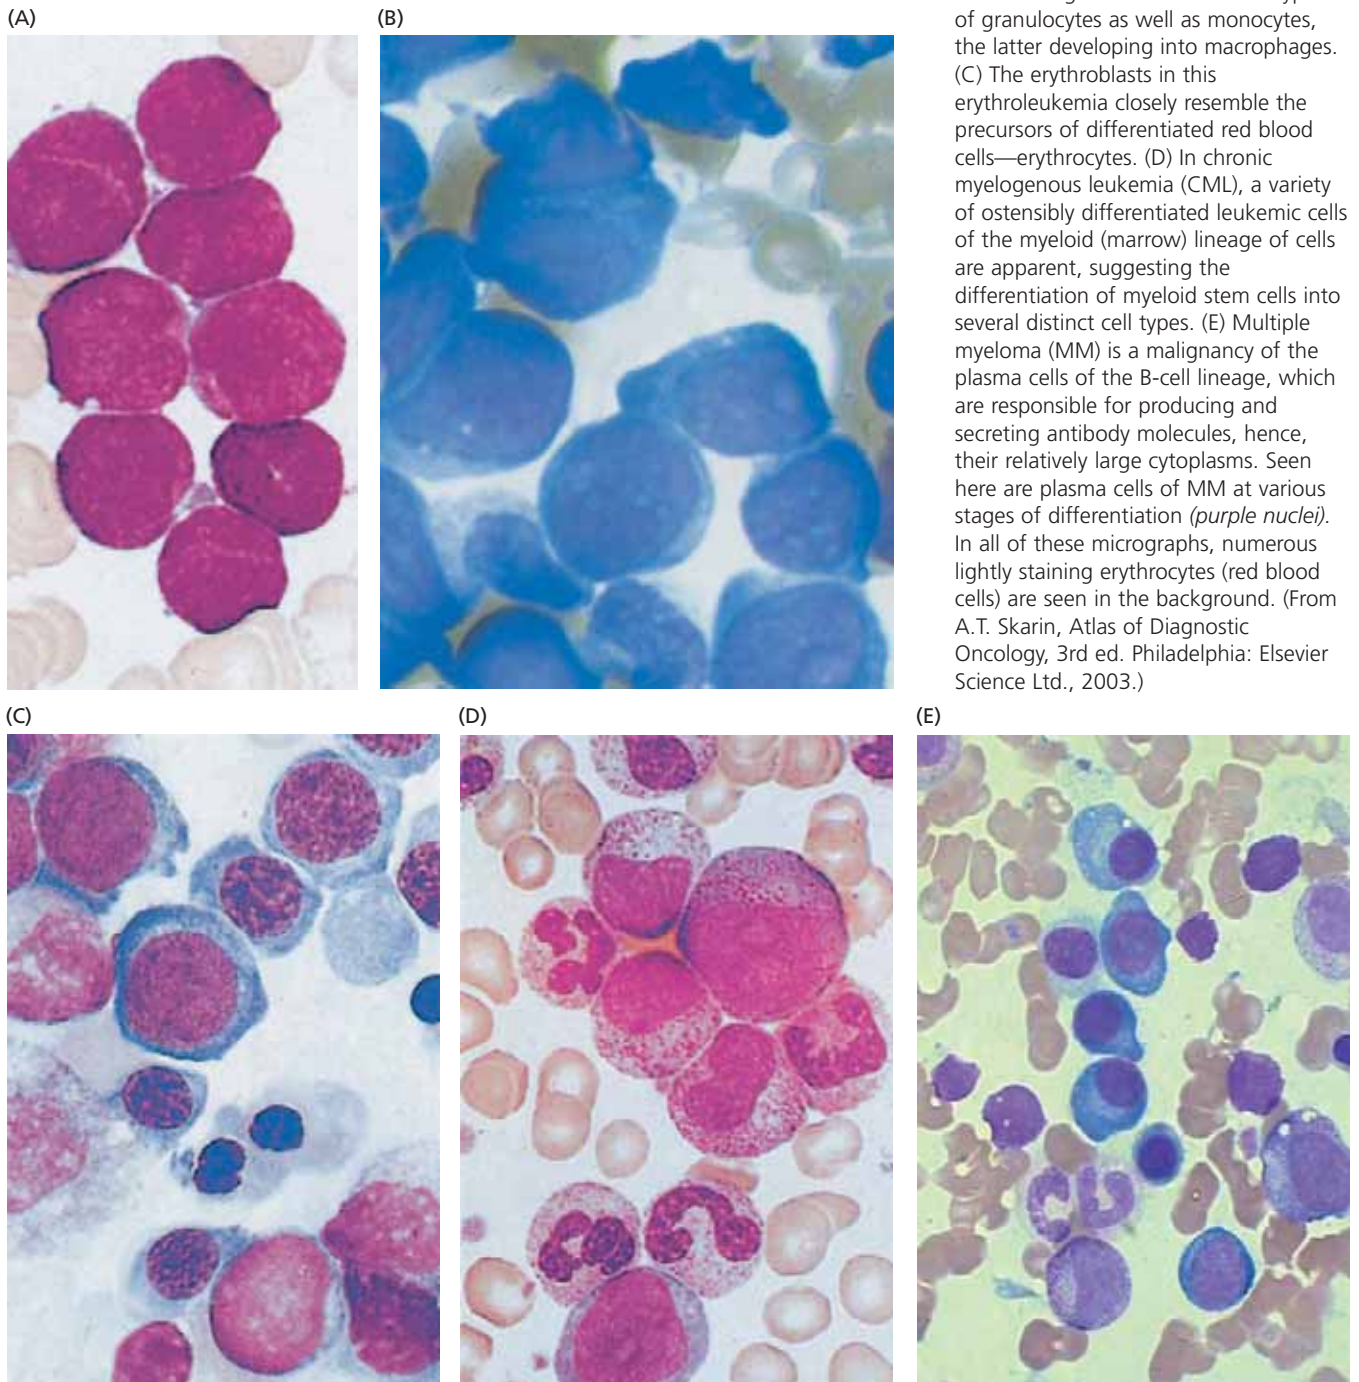 (A)
(B)
of granulocytes as well as monocytes,
the latter developing into macrophages.
(C) The erythroblasts in this
erythroleukemia closely resemble the
precursors of differentiated red blood
cells—erythrocytes. (D) In chronic
myelogenous leukemia (CML), a variety
of ostensibly differentiated leukemic cells
of the myeloid (marrow) lineage of cells
are apparent, suggesting the
differentiation of myeloid stem cells into
several distinct cell types. (E) Multiple
myeloma (MM) is a malignancy of the
plasma cells of the B-cell lineage, which
are responsible for producing and
secreting antibody molecules, hence,
their relatively large cytoplasms. Seen
here are plasma cells of MM at various
stages of differentiation (purple nuclei).
In all of these micrographs, numerous
lightly staining erythrocytes (red blood
cells) are seen in the background. (From
A.T. Skarin, Atlas of Diagnostic
Oncology, 3rd ed. Philadelphia: Elsevier
Science Ltd., 2003.)
(C)
(D)
(E)